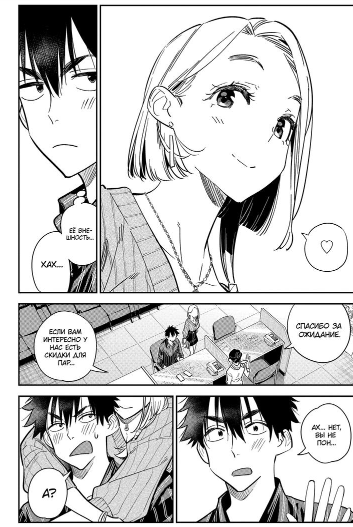 ЕЁ ВНЕ-
ШНОСТЬ...
ХАХ...
♡
СПАСИБО ЗА
ОЖИДАНИЕ.
ЕСЛИ ВАМ
ИНТЕРЕСНО У
НАС ЕСТЬ
СКИДКИ ДЛЯ
ПАР...
А?
АХ... НЕТ,
ВЫ НЕ
ПОН...